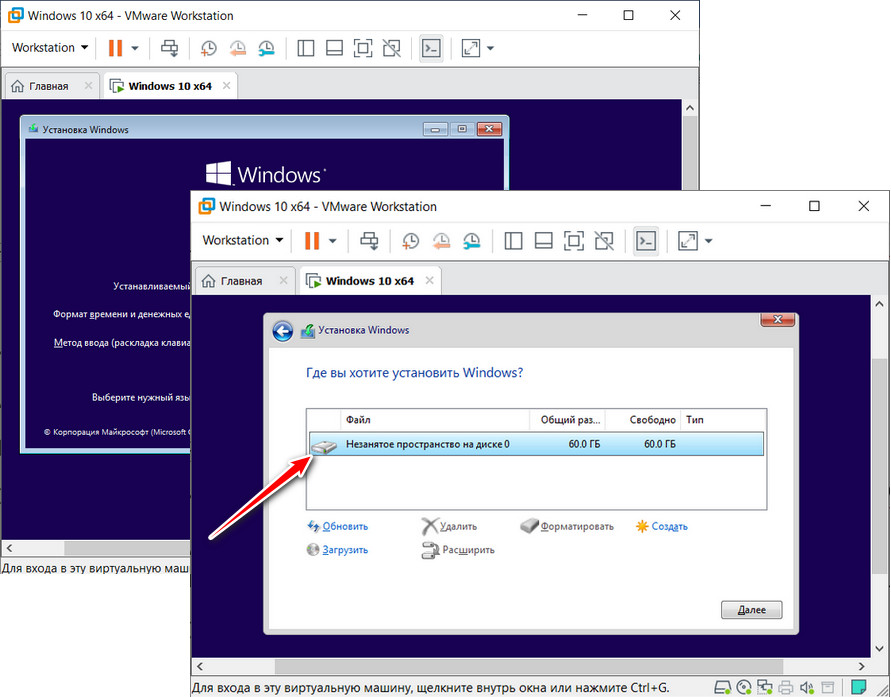 Windows 10 x64 - VMware Workstation
Workstation
Главная
Windows 10 x64
Установка Windows
Windows
Устанавливаемый
Формат времени и денежных е
Метод ввода (раскладка клавиа
Выберите нужный язы
© Корпорация Майкрософт (Microsoft C
Для входа в эту виртуальную маш
Windows 10 x64 - VMware Workstation
Workstation
Главная
Windows 10 x64
Установка Windows
Где вы хотите установить Windows?
Файл Общий раз... Свободно Тип
Незанятое пространство на диске 0 60.0 ГБ 60.0 ГБ
Обновить Удалить Форматировать Создать
Загрузить Расширить
Далее
Для входа в эту виртуальную машину, щелкните внутрь окна или нажмите Ctrl+G.